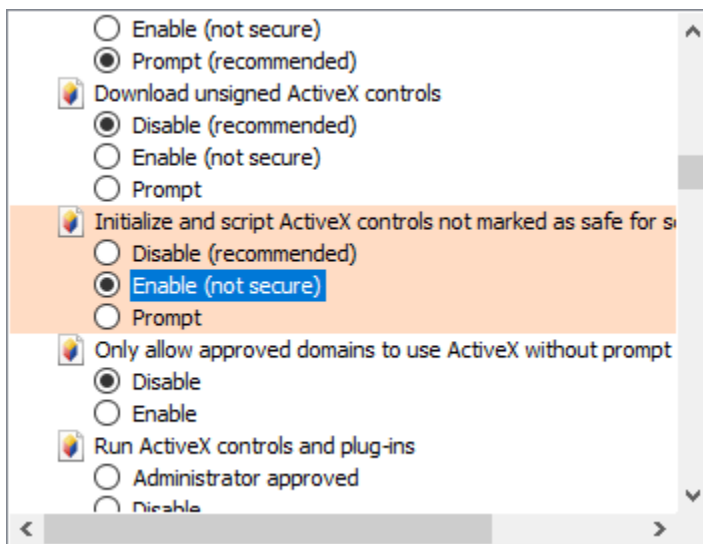 Enable (not secure)
Prompt (recommended)
Download unsigned ActiveX controls
Disable (recommended)
Enable (not secure)
Prompt
Initialize and script ActiveX controls not marked as safe for s
Disable (recommended)
Enable (not secure)
Prompt
Only allow approved domains to use ActiveX without prompt
Disable
Enable
Run ActiveX controls and plug-ins
Administrator approved
Disable